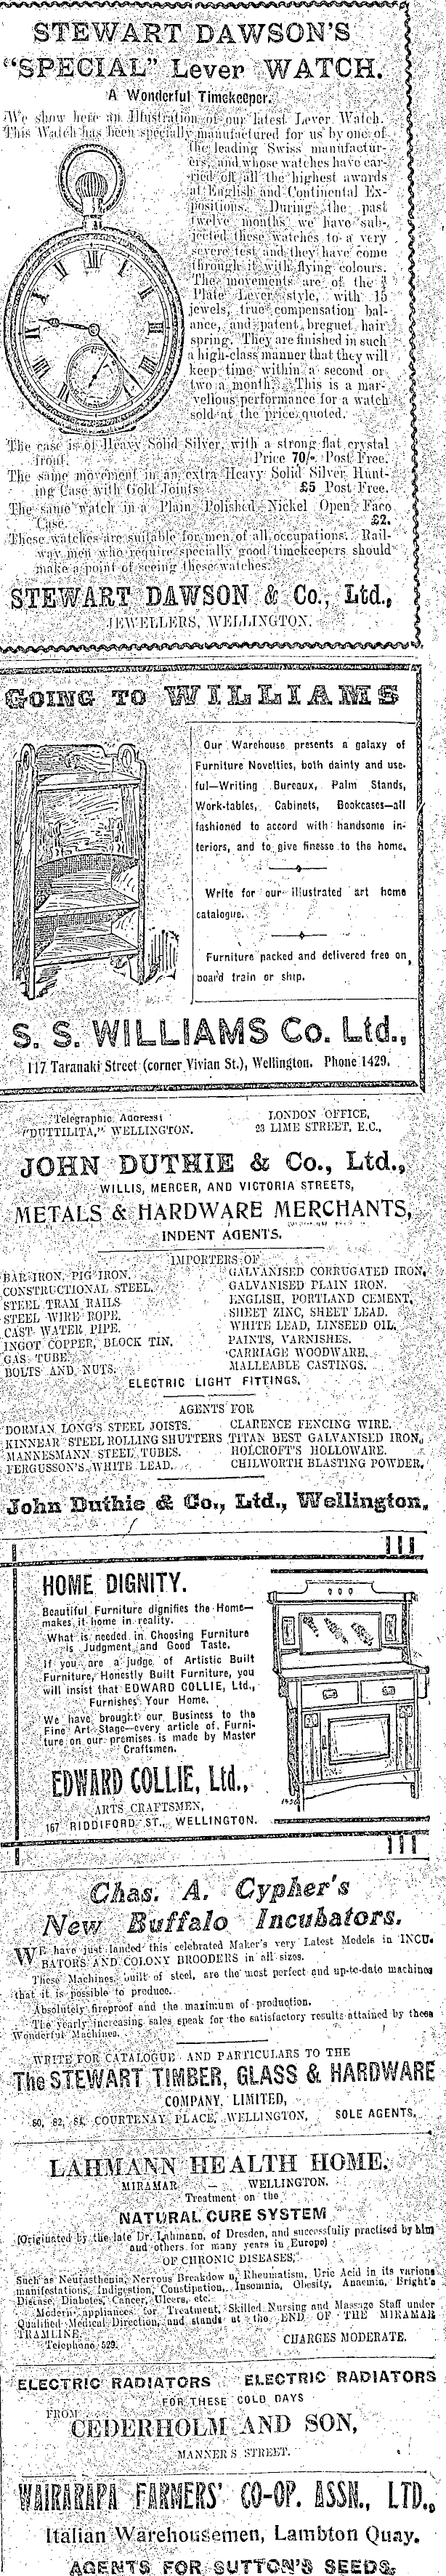 STEWART DAWSON'S
"SPECIAL" Lever WATCH.
A Wonderful Timekeeper.
We show here an Illustration of our latest Lever Watch.
This Watch has been specially manufactured for us by one of
the leading Swiss manufactur-
ers, and whose watches have car-
ried off all the highest awards
at English and Continental Ex-
positions. During the past
twelve months we have sub-
jected these watches to a very
severe test and they have come
through it with flying colours.
The movements are of the ¾
Plate Lever style, with 15
jewels, true compensation bal-
ance, and patent breguet hair
spring. They are finished in such
a high-class manner that they will
keep time within a second or
two a month. This is a mar-
vellous performance for a watch
sold at the price quoted.
The case is of Heavy Solid Silver, with a strong flat crystal
front. Price 70/- Post Free.
The same movement in an extra Heavy Solid Silver Hunt-
ing Case with Gold Joints £5 Post Free.
The same watch in a Plain Polished Nickel Open Face
Case. £2.
These watches are suitable for men of all occupations. Rail-
way men who require specially good timekeepers should
make a point of seeing these watches.
STEWART DAWSON & Co., Ltd.,
JEWELLERS, WELLINGTON.
GOING TO WILLIAMS
Our Warehouse presents a galaxy of
Furniture Novelties, both dainty and use-
ful—Writing Bureaux, Palm Stands,
Work-tables, Cabinets, Bookcases—all
fashioned to accord with handsome in-
teriors, and to give finesse to the home.
Write for our illustrated art home
catalogue.
Furniture packed and delivered free on
board train or ship.
S. S. WILLIAMS Co. Ltd.,
117 Taranaki Street (corner Vivian St.), Wellington. Phone 1429.
Telegraphic Address: LONDON OFFICE,
"DUTTILITA," WELLINGTON. 23 LIME STREET, E.C.,
JOHN DUTHIE & Co., Ltd.,
WILLIS, MERCER, AND VICTORIA STREETS,
METALS & HARDWARE MERCHANTS,
INDENT AGENTS.
IMPORTERS OF
BAR IRON, PIG IRON. GALVANISED CORRUGATED IRON,
CONSTRUCTIONAL STEEL. GALVANISED PLAIN IRON.
STEEL TRAM RAILS ENGLISH, PORTLAND CEMENT,
STEEL WIRE ROPE. SHEET ZINC, SHEET LEAD.
CAST WATER PIPE. WHITE LEAD, LINSEED OIL,
INGOT COPPER, BLOCK TIN. PAINTS, VARNISHES.
GAS TUBE. CARRIAGE WOODWARE.
BOLTS AND NUTS. MALLEABLE CASTINGS.
ELECTRIC LIGHT FITTINGS.
AGENTS FOR
DORMAN LONG'S STEEL JOISTS. CLARENCE FENCING WIRE.
KINNEAR STEEL ROLLING SHUTTERS TITAN BEST GALVANISED IRON,
MANNESMANN STEEL TUBES. HOLCROFT'S HOLLOWARE.
FERGUSSON'S WHITE LEAD. CHILWORTH BLASTING POWDER.
John Duthie & Co., Ltd., Wellington.
HOME DIGNITY.
Beautiful Furniture dignifies the Home—
makes it home in reality.
What is needed in Choosing Furniture
is Judgment and Good Taste.
If you are a judge of Artistic Built
Furniture, Honestly Built Furniture, you
will insist that EDWARD COLLIE, Ltd.,
Furnishes Your Home.
We have brought our Business to the
Fine Art Stage—every article of Furni-
ture on our premises is made by Master
Craftsmen.
EDWARD COLLIE, Ltd.,
ARTS CRAFTSMEN,
167 RIDDIFORD ST., WELLINGTON.
Chas. A. Cypher's
New Buffalo Incubators.
WE have just landed this celebrated Maker's very Latest Models in INCU-
BATORS AND COLONY BROODERS in all sizes.
These Machines, built of steel, are the most perfect and up-to-date machines
that it is possible to produce.
Absolutely fireproof and the maximum of production.
The yearly increasing sales speak for the satisfactory results attained by these
Wonderful Machines.
WRITE FOR CATALOGUE AND PARTICULARS TO THE
The STEWART TIMBER, GLASS & HARDWARE
COMPANY, LIMITED,
80, 82, 84, COURTENAY PLACE, WELLINGTON, SOLE AGENTS.
LAHMANN HEALTH HOME.
MIRAMAR — WELLINGTON.
Treatment on the
NATURAL CURE SYSTEM
(Originated by the late Dr. Lahmann, of Dresden, and successfully practised by him
and others for many years in Europe)
OF CHRONIC DISEASES,
Such as Neurasthenia, Nervous Breakdown, Rheumatism, Uric Acid in its various
manifestations, Indigestion, Constipation, Insomnia, Obesity, Anaemia, Bright's
Disease, Diabetes, Cancer, Ulcers, etc.
Modern appliances for Treatment, Skilled Nursing and Massage Staff under
Qualified Medical Direction, and stands at the END OF THE MIRAMAR
TRAMLINE.
Telephone 529. CHARGES MODERATE.
ELECTRIC RADIATORS ELECTRIC RADIATORS
FOR THESE COLD DAYS
FROM
CEDERHOLM AND SON,
MANNERS STREET.
WAIRARAPA FARMERS' CO-OP. ASSN., LTD.,
Italian Warehousemen, Lambton Quay.
AGENTS FOR SUTTON'S SEEDS.